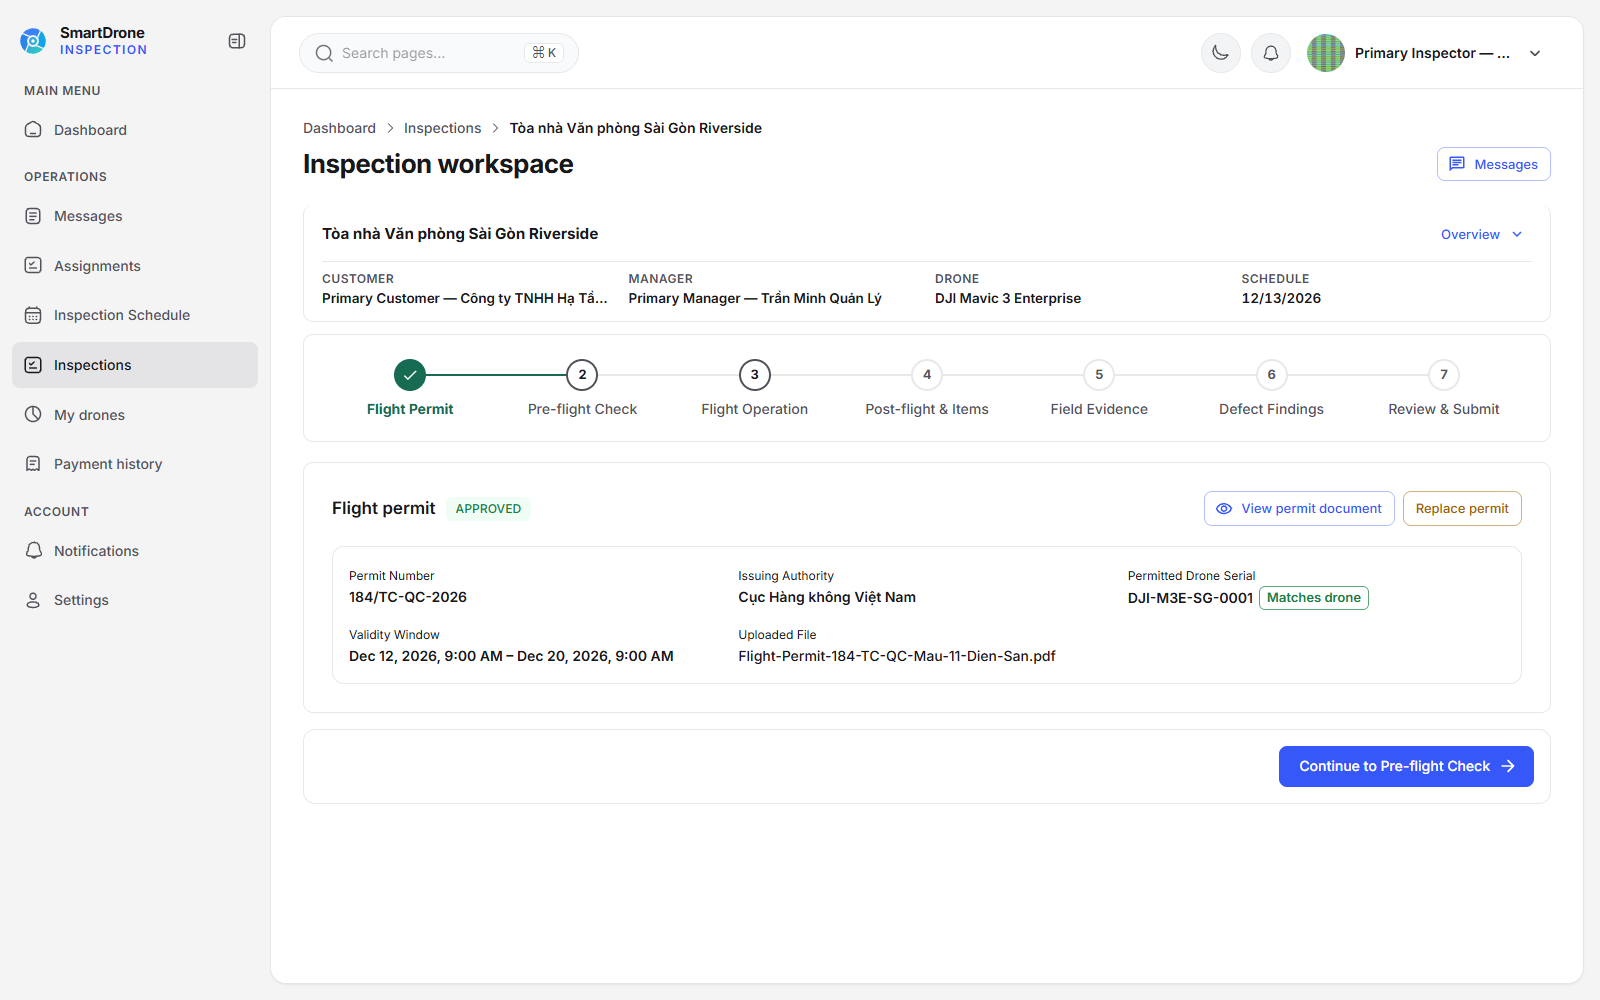 SmartDrone
INSPECTION
MAIN MENU
Dashboard
OPERATIONS
Messages
Assignments
Inspection Schedule
Inspections
My drones
Payment history
ACCOUNT
Notifications
Settings
Search pages...
⌘ K
Primary Inspector — ...
Dashboard > Inspections > Tòa nhà Văn phòng Sài Gòn Riverside
Inspection workspace
Messages
Tòa nhà Văn phòng Sài Gòn Riverside
Overview
CUSTOMER
Primary Customer — Công ty TNHH Hạ Tầ...
MANAGER
Primary Manager — Trần Minh Quản Lý
DRONE
DJI Mavic 3 Enterprise
SCHEDULE
12/13/2026
Flight Permit
2
Pre-flight Check
3
Flight Operation
4
Post-flight & Items
5
Field Evidence
6
Defect Findings
7
Review & Submit
Flight permit
APPROVED
View permit document
Replace permit
Permit Number
184/TC-QC-2026
Issuing Authority
Cục Hàng không Việt Nam
Permitted Drone Serial
DJI-M3E-SG-0001 Matches drone
Validity Window
Dec 12, 2026, 9:00 AM – Dec 20, 2026, 9:00 AM
Uploaded File
Flight-Permit-184-TC-QC-Mau-11-Dien-San.pdf
Continue to Pre-flight Check